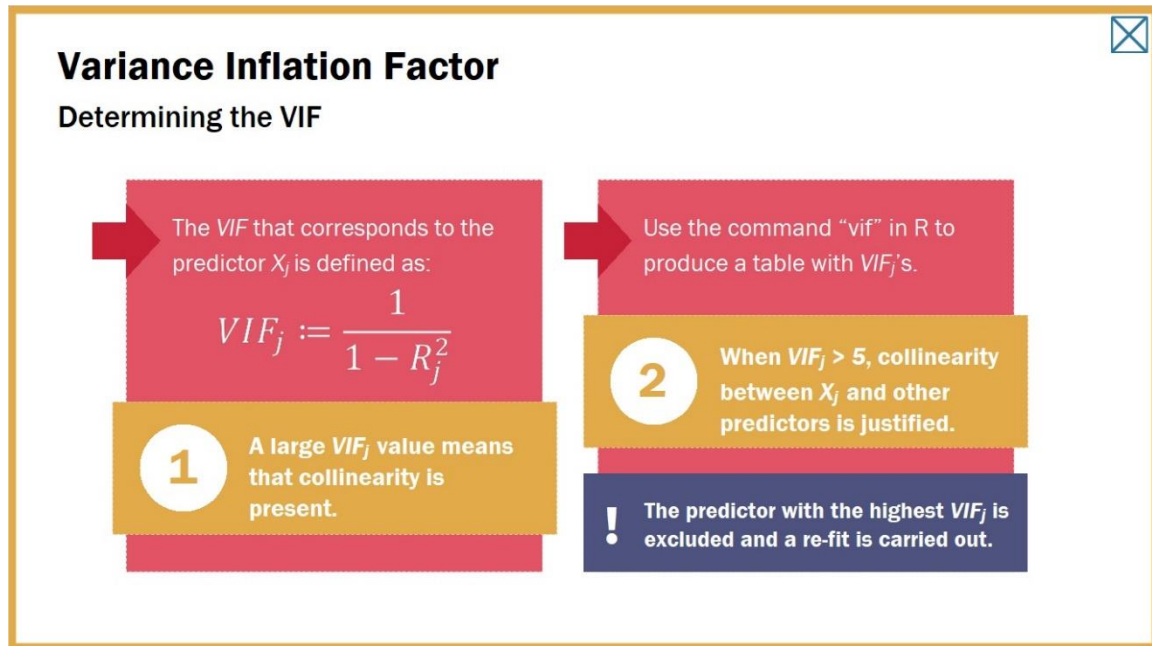 Variance Inflation Factor
Determining the VIF
The VIF that corresponds to the
predictor Xj is defined as:
VIFj := 1 / (1 − Rj²)
1
A large VIFj value means
that collinearity is
present.
Use the command “vif” in R to
produce a table with VIFj’s.
2
When VIFj > 5, collinearity
between Xj and other
predictors is justified.
!
The predictor with the highest VIFj is
excluded and a re-fit is carried out.